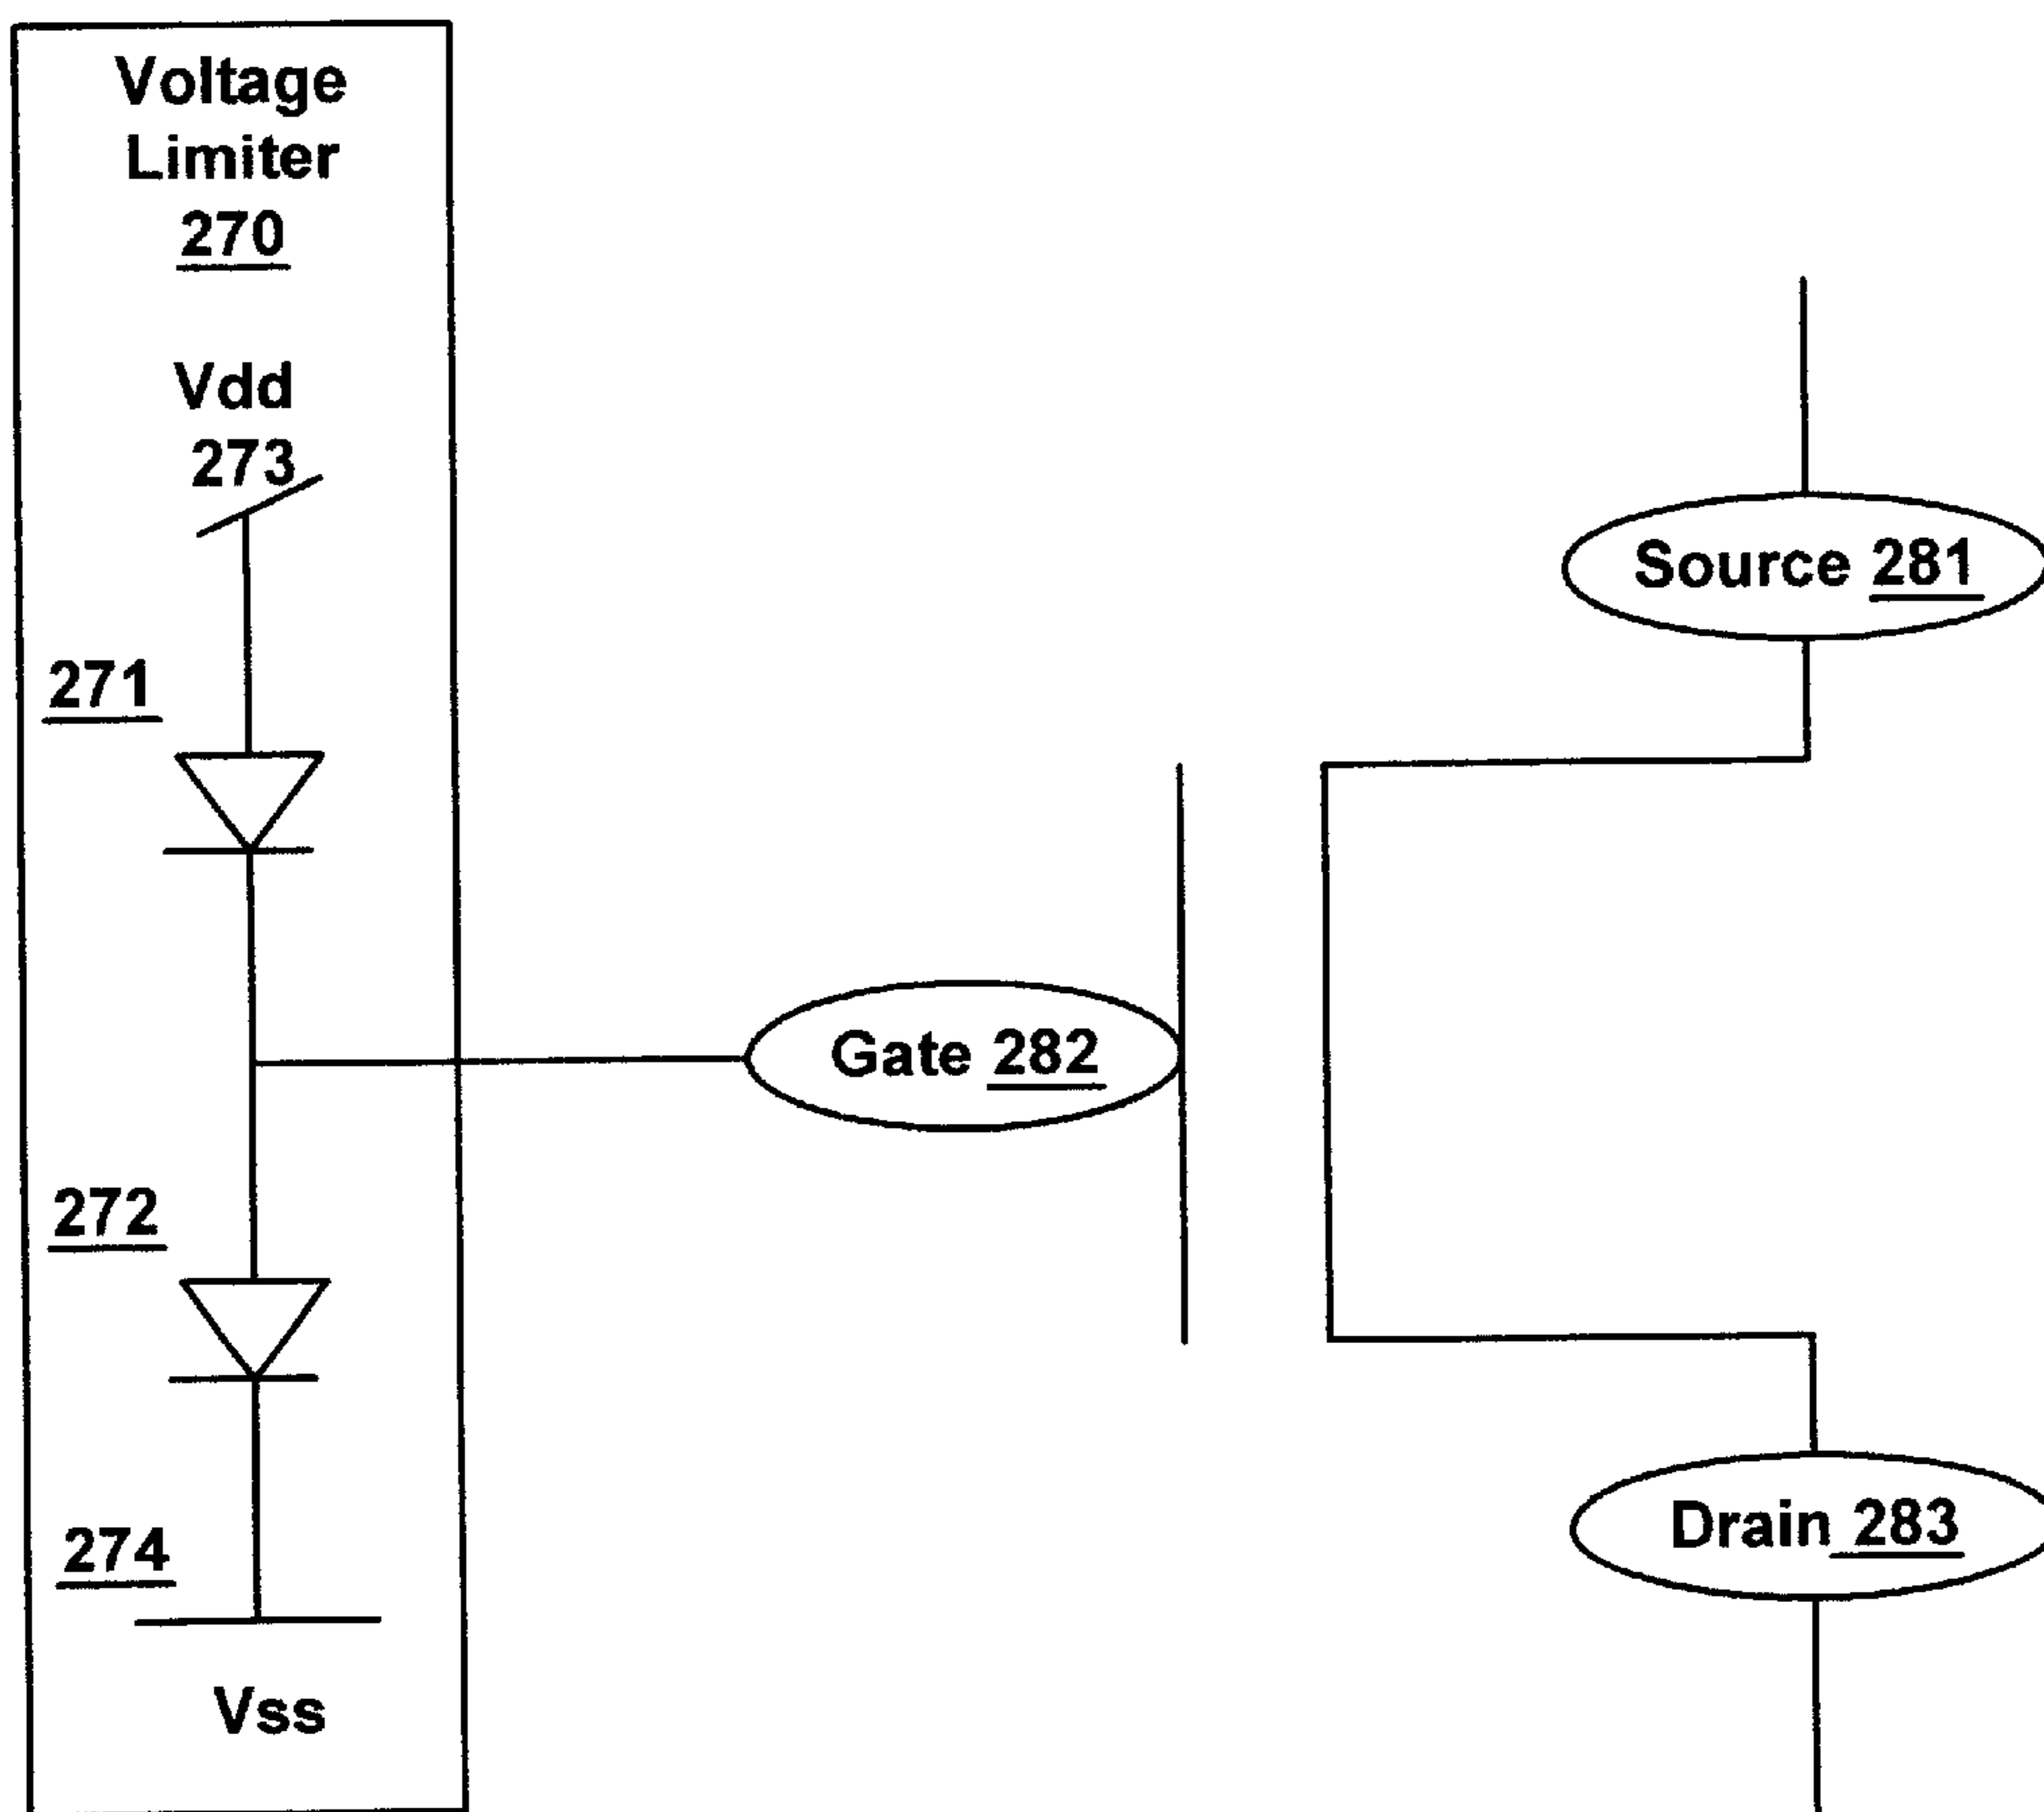 Voltage
Limiter
270
Vdd
273
Source 281
271
Gate 282
272
Drain 283
274
Vss